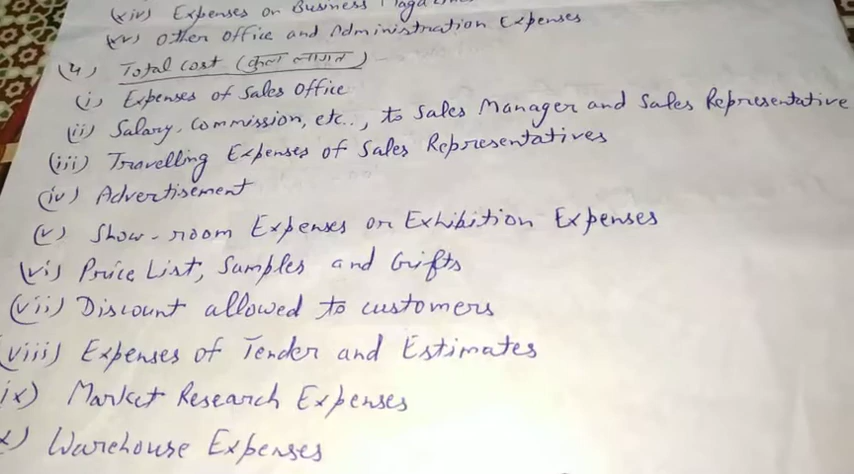 (xiv) Expenses on Business
(xv) Other Office and Administration Expenses
(4) Total Cost (कुल लागत)
(i) Expenses of Sales Office
(ii) Salary, Commission, etc.., to Sales Manager and Sales Representative
(iii) Travelling Expenses of Sales Representatives
(iv) Advertisement
(v) Show-room Expenses or Exhibition Expenses
(vi) Price List, Samples and Gifts
(vii) Discount allowed to customers
(viii) Expenses of Tender and Estimates
ix) Market Research Expenses
x) Warehouse Expenses